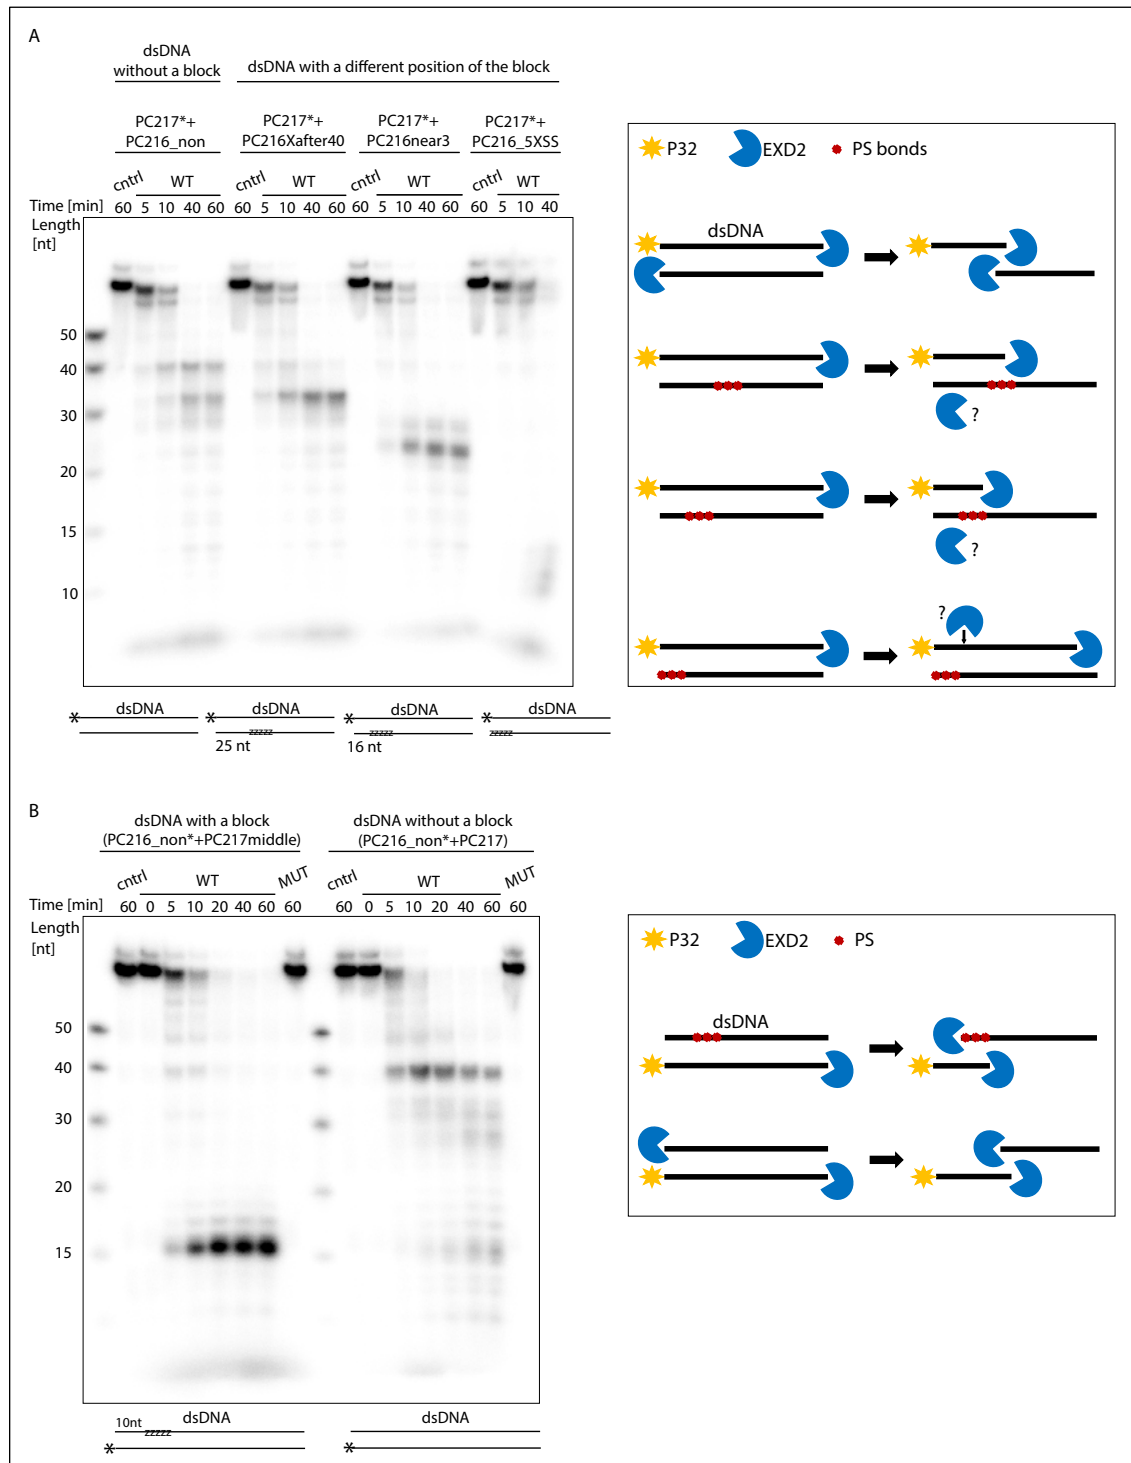 A
dsDNA
without a block
dsDNA with a different position of the block
PC217*+
PC216_non
PC217*+
PC216Xafter40
PC217*+
PC216near3
PC217*+
PC216_5XSS
cntrl WT cntrl WT cntrl WT cntrl WT
Time [min] 60 5 10 40 60 60 5 10 40 60 60 5 10 40 60 60 5 10 40
Length
[nt]
50
40
30
20
15
10
* dsDNA * dsDNA * dsDNA * dsDNA
zzzzz zzzzz zzzzz
25 nt 16 nt
P32 EXD2 PS bonds
dsDNA
?
?
?
B
dsDNA with a block
(PC216_non*+PC217middle)
dsDNA without a block
(PC216_non*+PC217)
cntrl WT MUT cntrl WT MUT
Time [min] 60 0 5 10 20 40 60 60 60 0 5 10 20 40 60 60
Length
[nt]
50
40
30
20
15
10nt dsDNA dsDNA
zzzzz
* *
P32 EXD2 PS
dsDNA